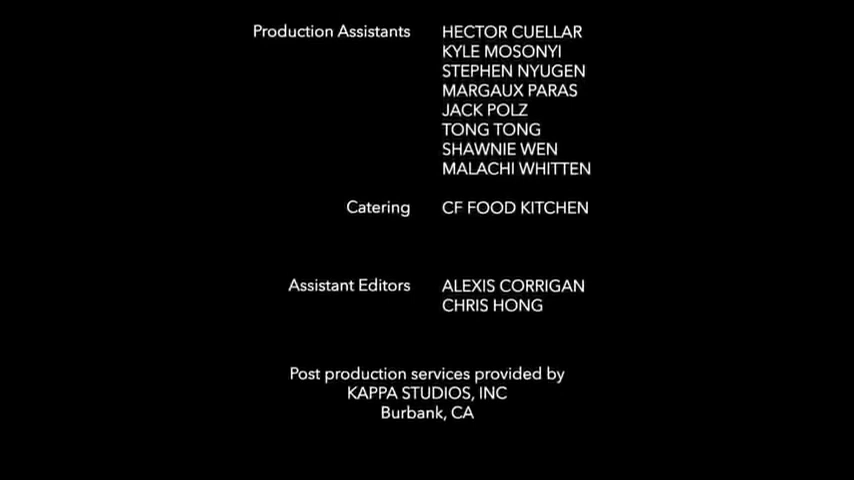 Production Assistants HECTOR CUELLAR
KYLE MOSONYI
STEPHEN NYUGEN
MARGAUX PARAS
JACK POLZ
TONG TONG
SHAWNIE WEN
MALACHI WHITTEN
Catering CF FOOD KITCHEN
Assistant Editors ALEXIS CORRIGAN
CHRIS HONG
Post production services provided by
KAPPA STUDIOS, INC
Burbank, CA